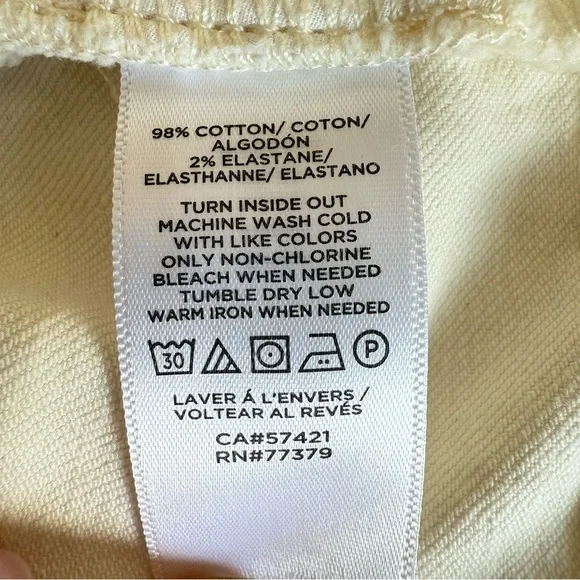 98% COTTON/ COTON/
ALGODÓN
2% ELASTANE/
ELASTHANNE/ ELASTANO
TURN INSIDE OUT
MACHINE WASH COLD
WITH LIKE COLORS
ONLY NON-CHLORINE
BLEACH WHEN NEEDED
TUMBLE DRY LOW
WARM IRON WHEN NEEDED
30 P
LAVER Á L'ENVERS /
VOLTEAR AL REVÉS
CA#57421
RN#77379